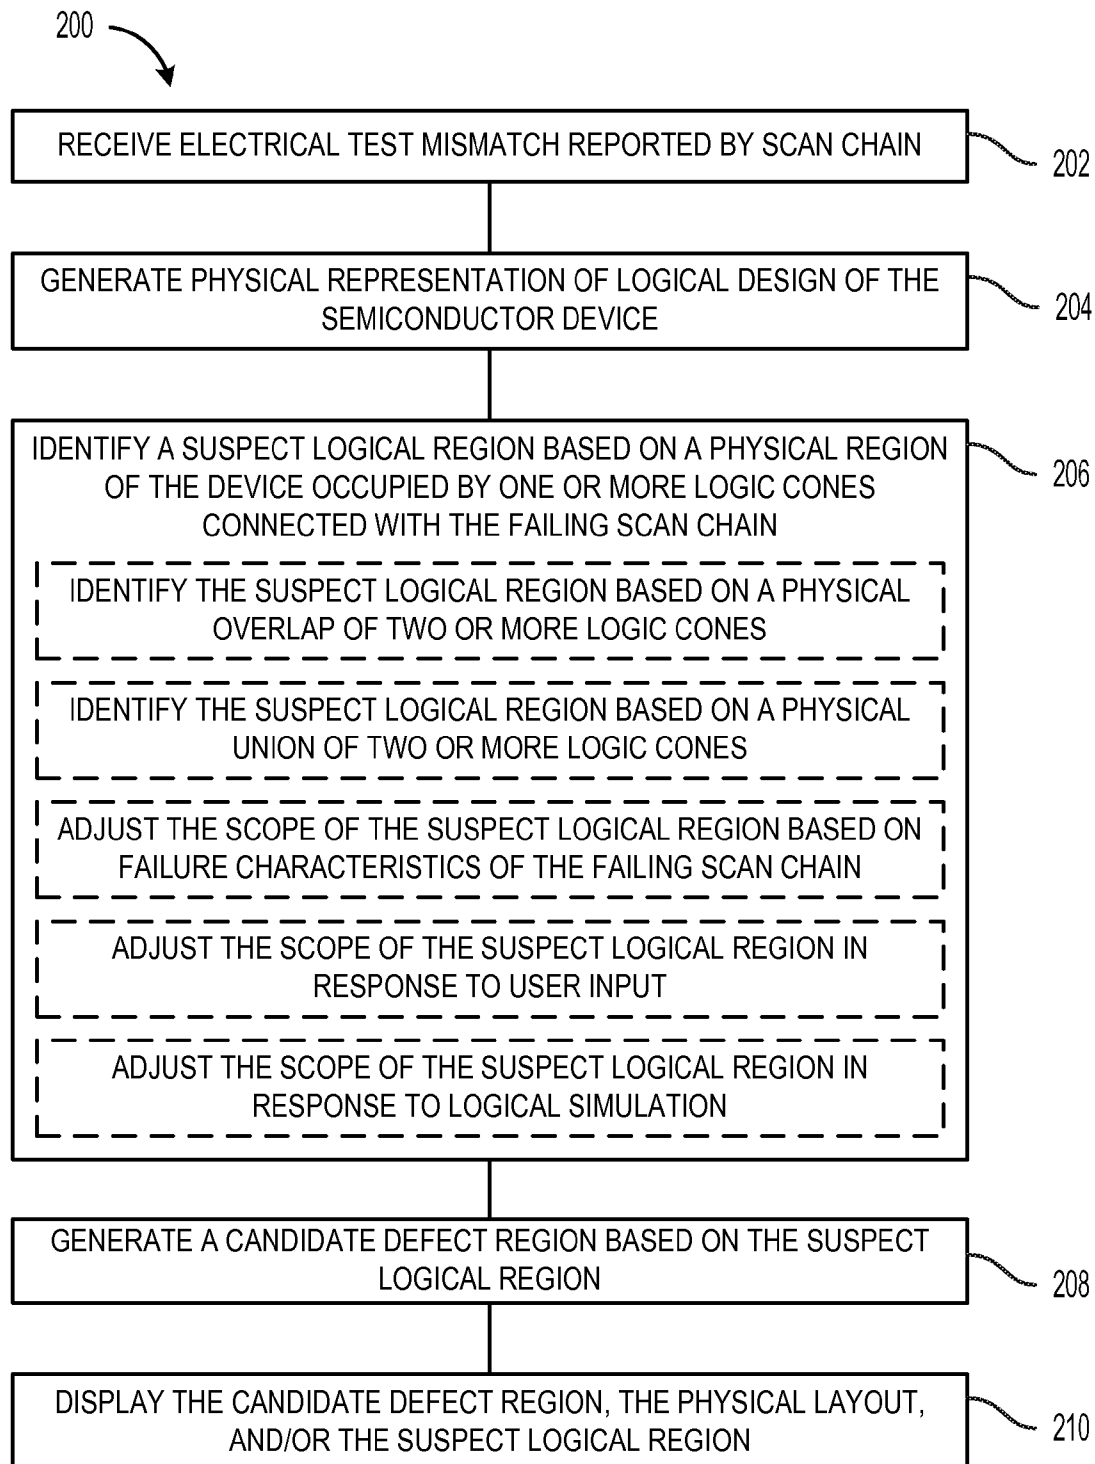 200
RECEIVE ELECTRICAL TEST MISMATCH REPORTED BY SCAN CHAIN
202
GENERATE PHYSICAL REPRESENTATION OF LOGICAL DESIGN OF THE
SEMICONDUCTOR DEVICE
204
IDENTIFY A SUSPECT LOGICAL REGION BASED ON A PHYSICAL REGION
OF THE DEVICE OCCUPIED BY ONE OR MORE LOGIC CONES
CONNECTED WITH THE FAILING SCAN CHAIN
206
IDENTIFY THE SUSPECT LOGICAL REGION BASED ON A PHYSICAL
OVERLAP OF TWO OR MORE LOGIC CONES
IDENTIFY THE SUSPECT LOGICAL REGION BASED ON A PHYSICAL
UNION OF TWO OR MORE LOGIC CONES
ADJUST THE SCOPE OF THE SUSPECT LOGICAL REGION BASED ON
FAILURE CHARACTERISTICS OF THE FAILING SCAN CHAIN
ADJUST THE SCOPE OF THE SUSPECT LOGICAL REGION IN
RESPONSE TO USER INPUT
ADJUST THE SCOPE OF THE SUSPECT LOGICAL REGION IN
RESPONSE TO LOGICAL SIMULATION
GENERATE A CANDIDATE DEFECT REGION BASED ON THE SUSPECT
LOGICAL REGION
208
DISPLAY THE CANDIDATE DEFECT REGION, THE PHYSICAL LAYOUT,
AND/OR THE SUSPECT LOGICAL REGION
210